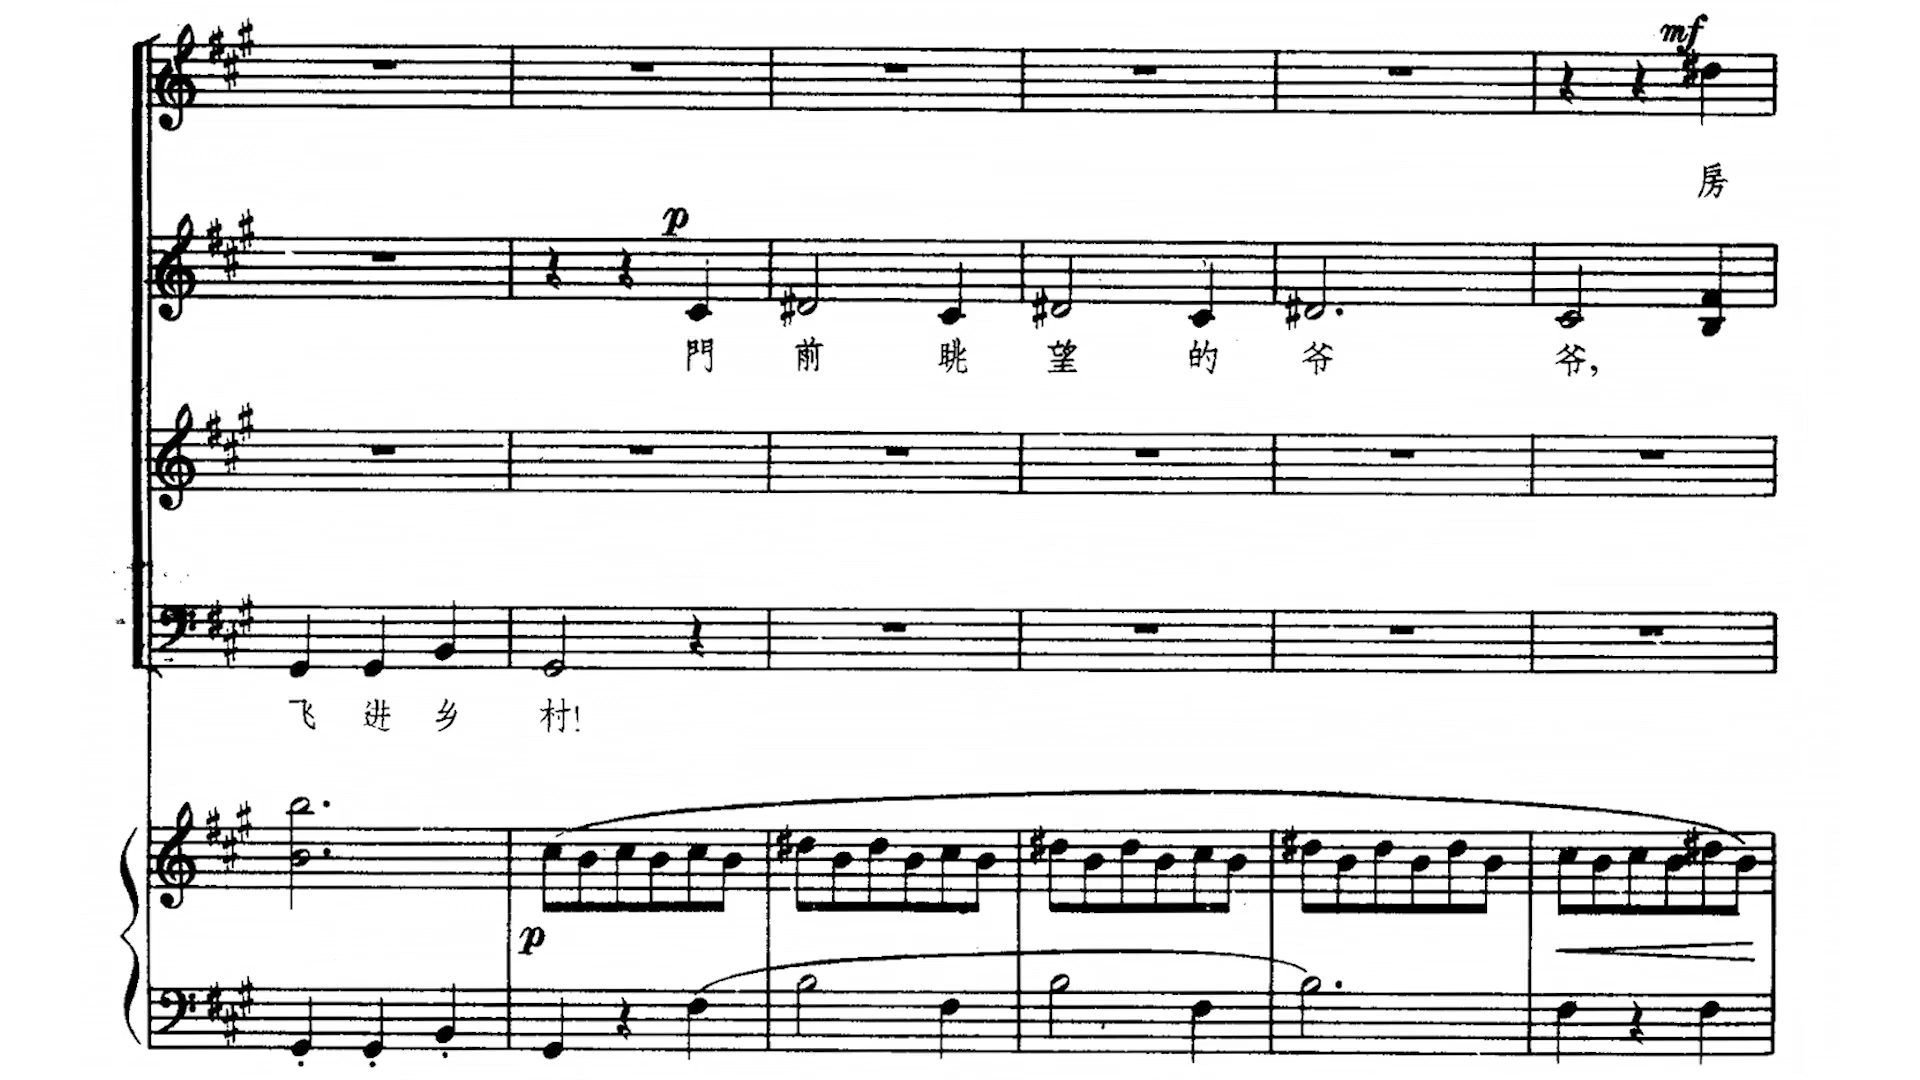 mf
房
p
門 前 眺 望 的 爷 爷,
飞 进 乡 村!
p